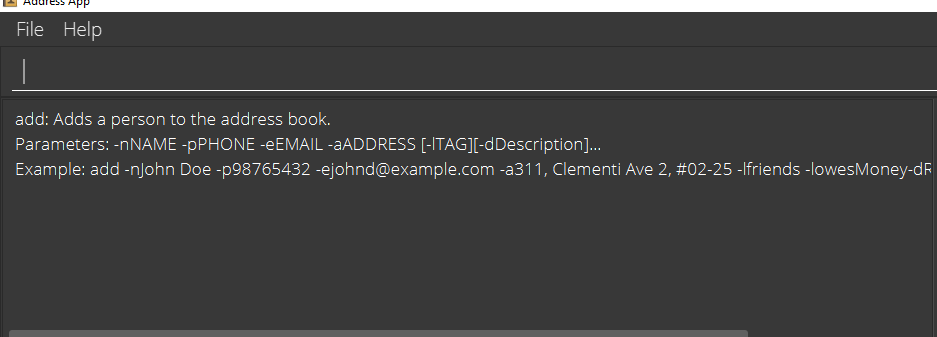 Address App
File Help
add: Adds a person to the address book.
Parameters: -nNAME -pPHONE -eEMAIL -aADDRESS [-lTAG][-dDescription]...
Example: add -nJohn Doe -p98765432 -ejohnd@example.com -a311, Clementi Ave 2, #02-25 -lfriends -lowesMoney-dR